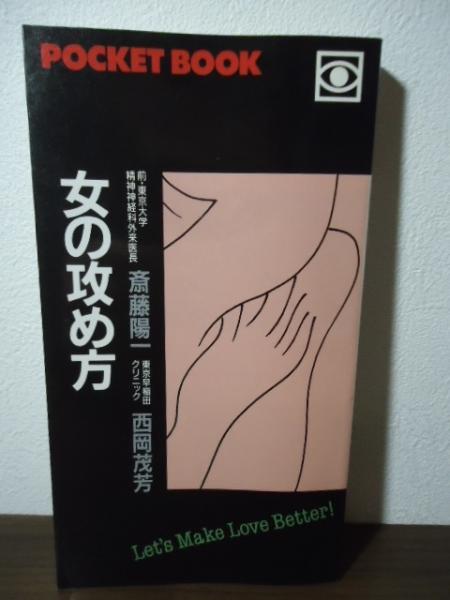 POCKET BOOK
女の攻め方
前・東京大学
精神神経科外来医長
斎藤陽一
東京早稲田
クリニック
西岡茂芳
Let's Make Love Better!